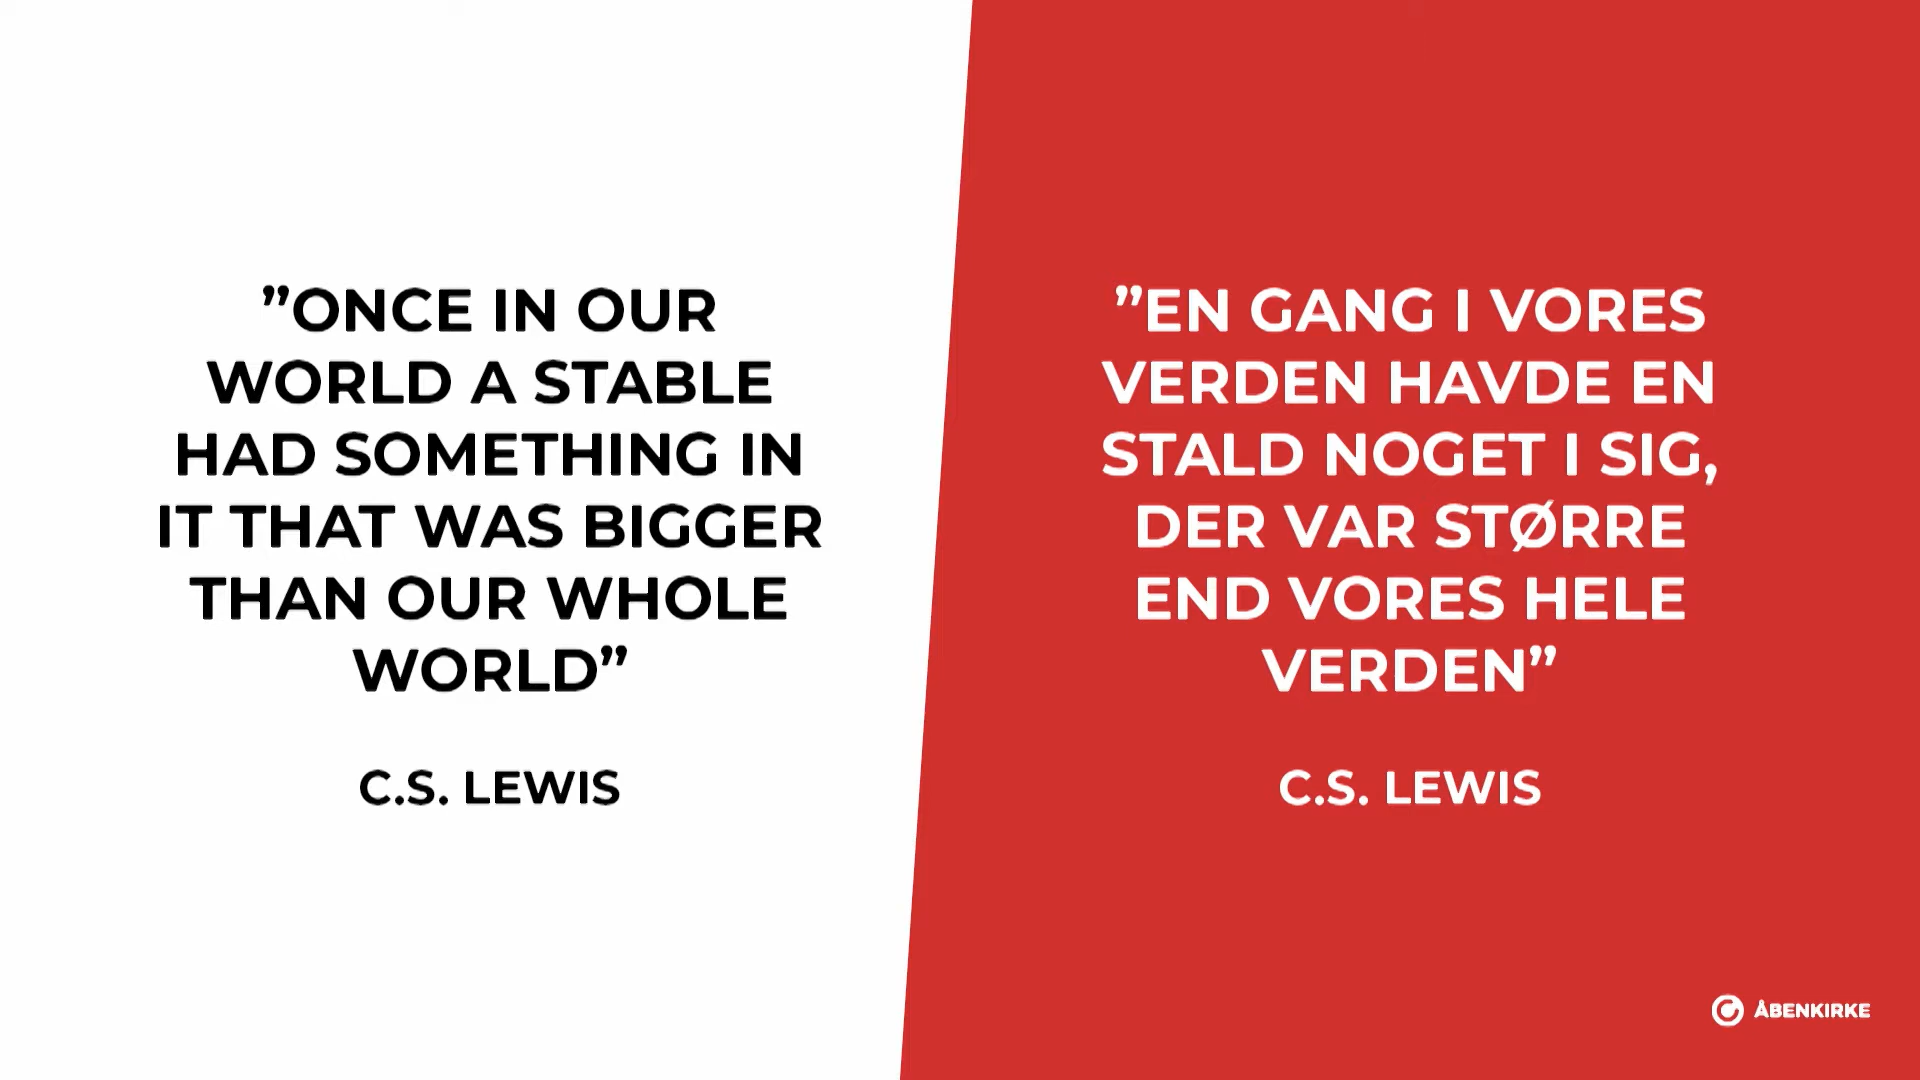 ”ONCE IN OUR
WORLD A STABLE
HAD SOMETHING IN
IT THAT WAS BIGGER
THAN OUR WHOLE
WORLD”
C.S. LEWIS
”EN GANG I VORES
VERDEN HAVDE EN
STALD NOGET I SIG,
DER VAR STØRRE
END VORES HELE
VERDEN”
C.S. LEWIS
ÅBENKIRKE